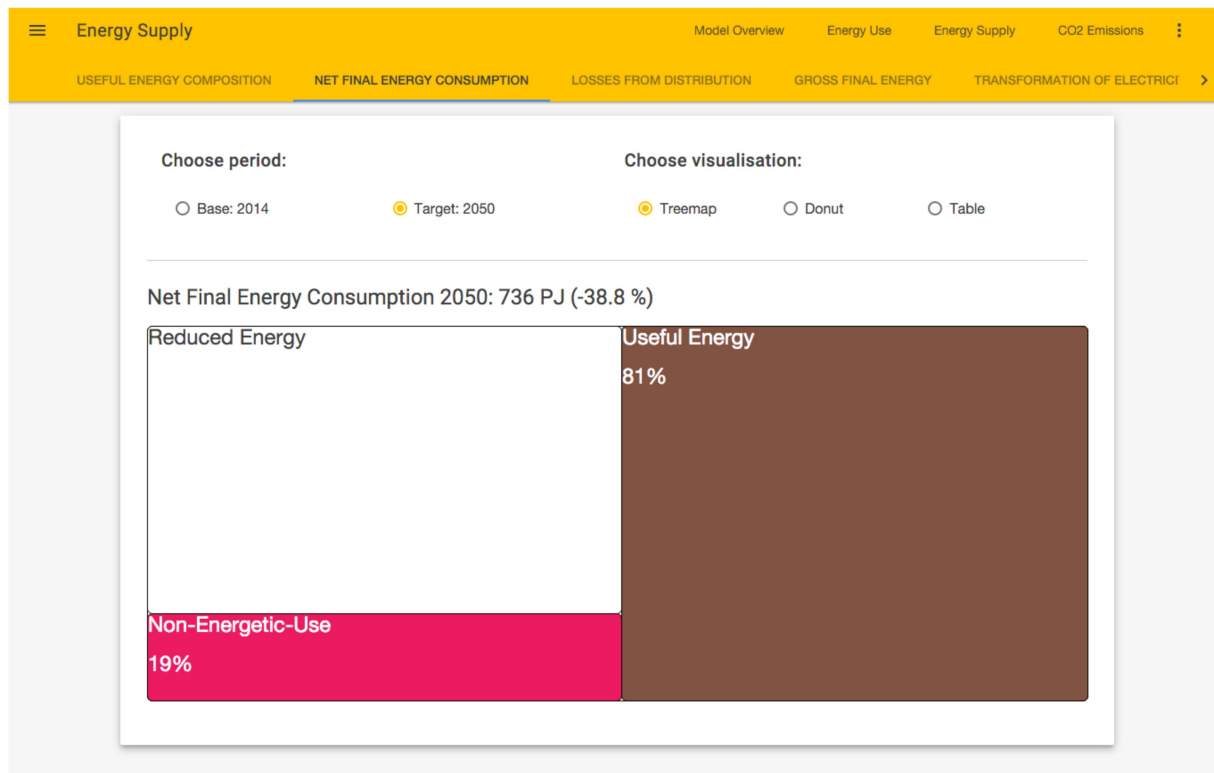 Energy Supply
Model Overview
Energy Use
Energy Supply
CO2 Emissions
USEFUL ENERGY COMPOSITION
NET FINAL ENERGY CONSUMPTION
LOSSES FROM DISTRIBUTION
GROSS FINAL ENERGY
TRANSFORMATION OF ELECTRICI
Choose period:
Choose visualisation:
Base: 2014
Target: 2050
Treemap
Donut
Table
Net Final Energy Consumption 2050: 736 PJ (-38.8 %)
Reduced Energy
Useful Energy
81%
Non-Energetic-Use
19%